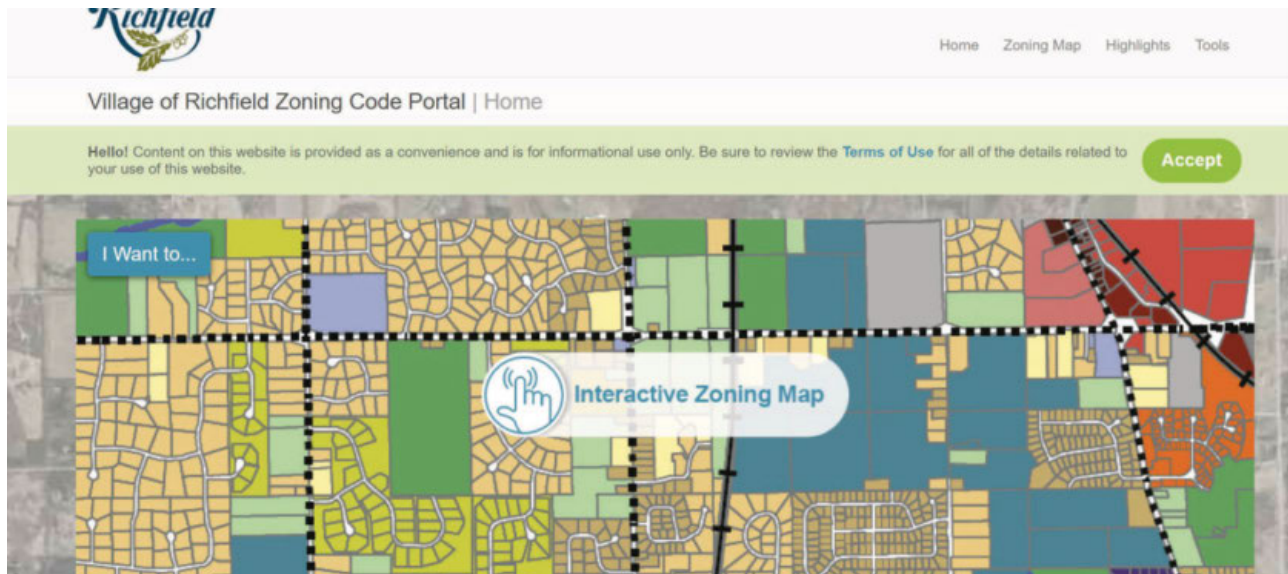 Richfield
Home Zoning Map Highlights Tools
Village of Richfield Zoning Code Portal | Home
Hello! Content on this website is provided as a convenience and is for informational use only. Be sure to review the Terms of Use for all of the details related to
your use of this website.
Accept
I Want to...
Interactive Zoning Map